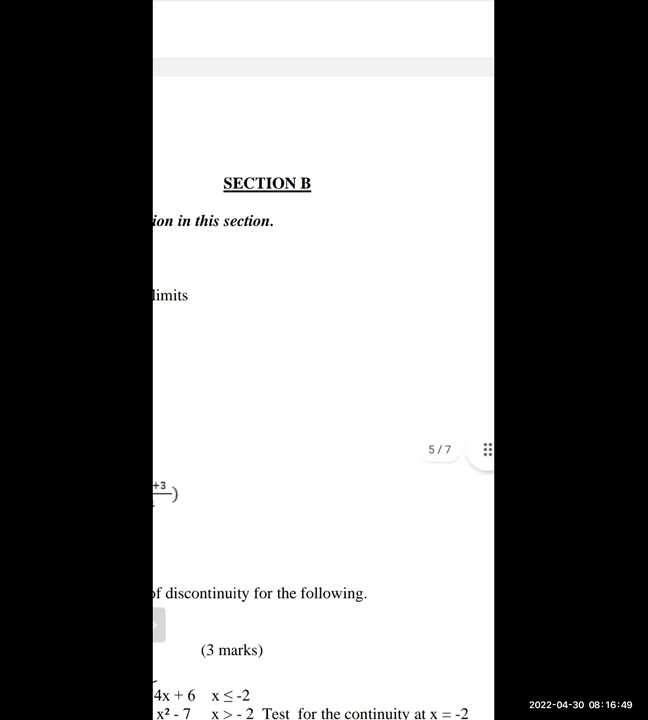 SECTION B
ion in this section.
limits
5 / 7
+3
)
of discontinuity for the following.
(3 marks)
4x + 6 x ≤ -2
x² - 7 x > - 2 Test for the continuity at x = -2
2022-04-30 08:16:49